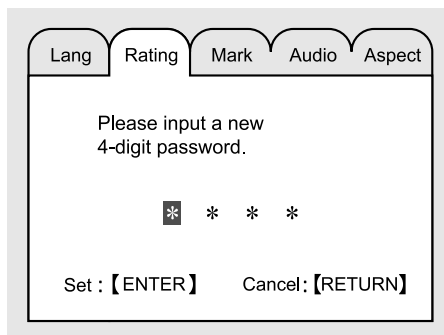 Lang Rating Mark Audio Aspect
Please input a new
4-digit password.
* * * *
Set :【ENTER】 Cancel:【RETURN】